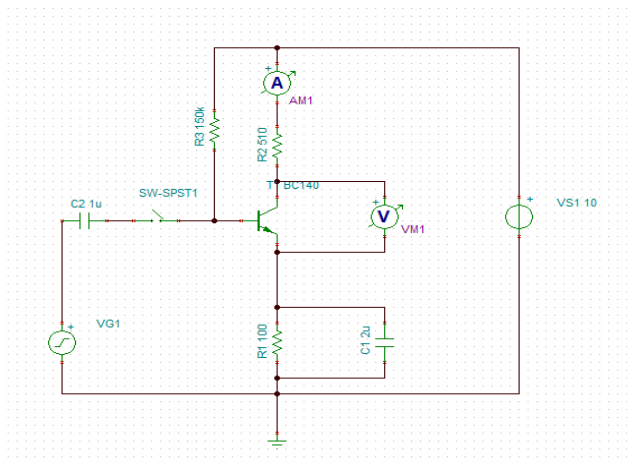 A
AM1
R3 150k
R2 510
C2 1u
SW-SPST1
T BC140
V
VM1
VS1 10
VG1
R1 100
C1 2u